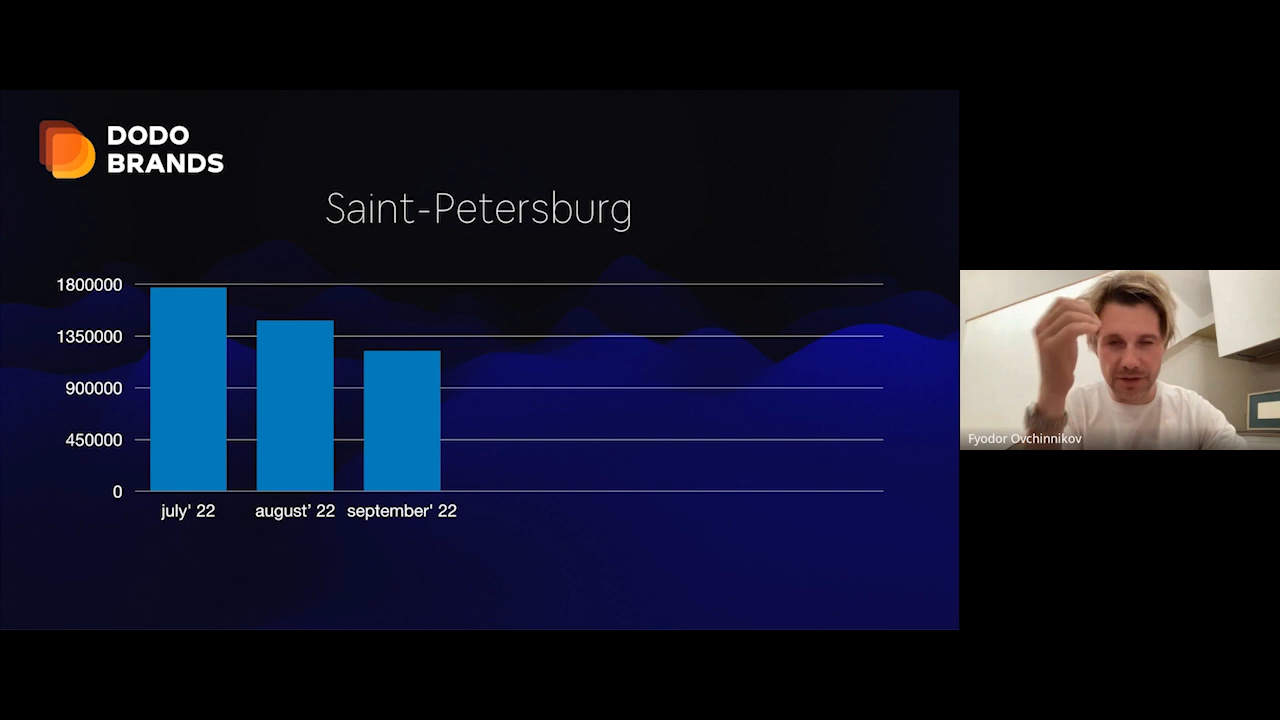 DODO
BRANDS
Saint-Petersburg
1800000
1350000
900000
450000
0
july' 22
august’ 22
september' 22
Fyodor Ovchinnikov